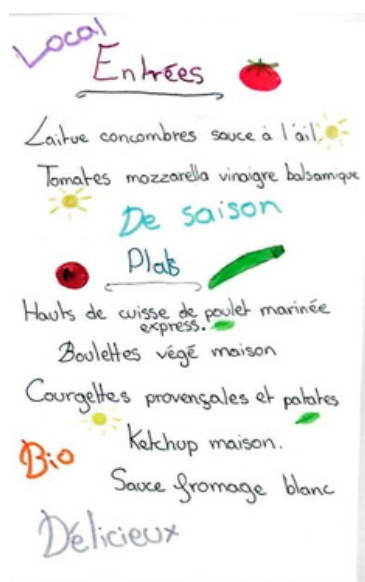 Local
Entrées
Laitue concombres sauce à l'ail
Tomates mozzarella vinaigre balsamique
De saison
Plats
Hauts de cuisse de poulet marinée
express.
Boulettes végé maison
Courgettes provençales et patates
Ketchup maison.
Bio
Sauce fromage blanc
Délicieux